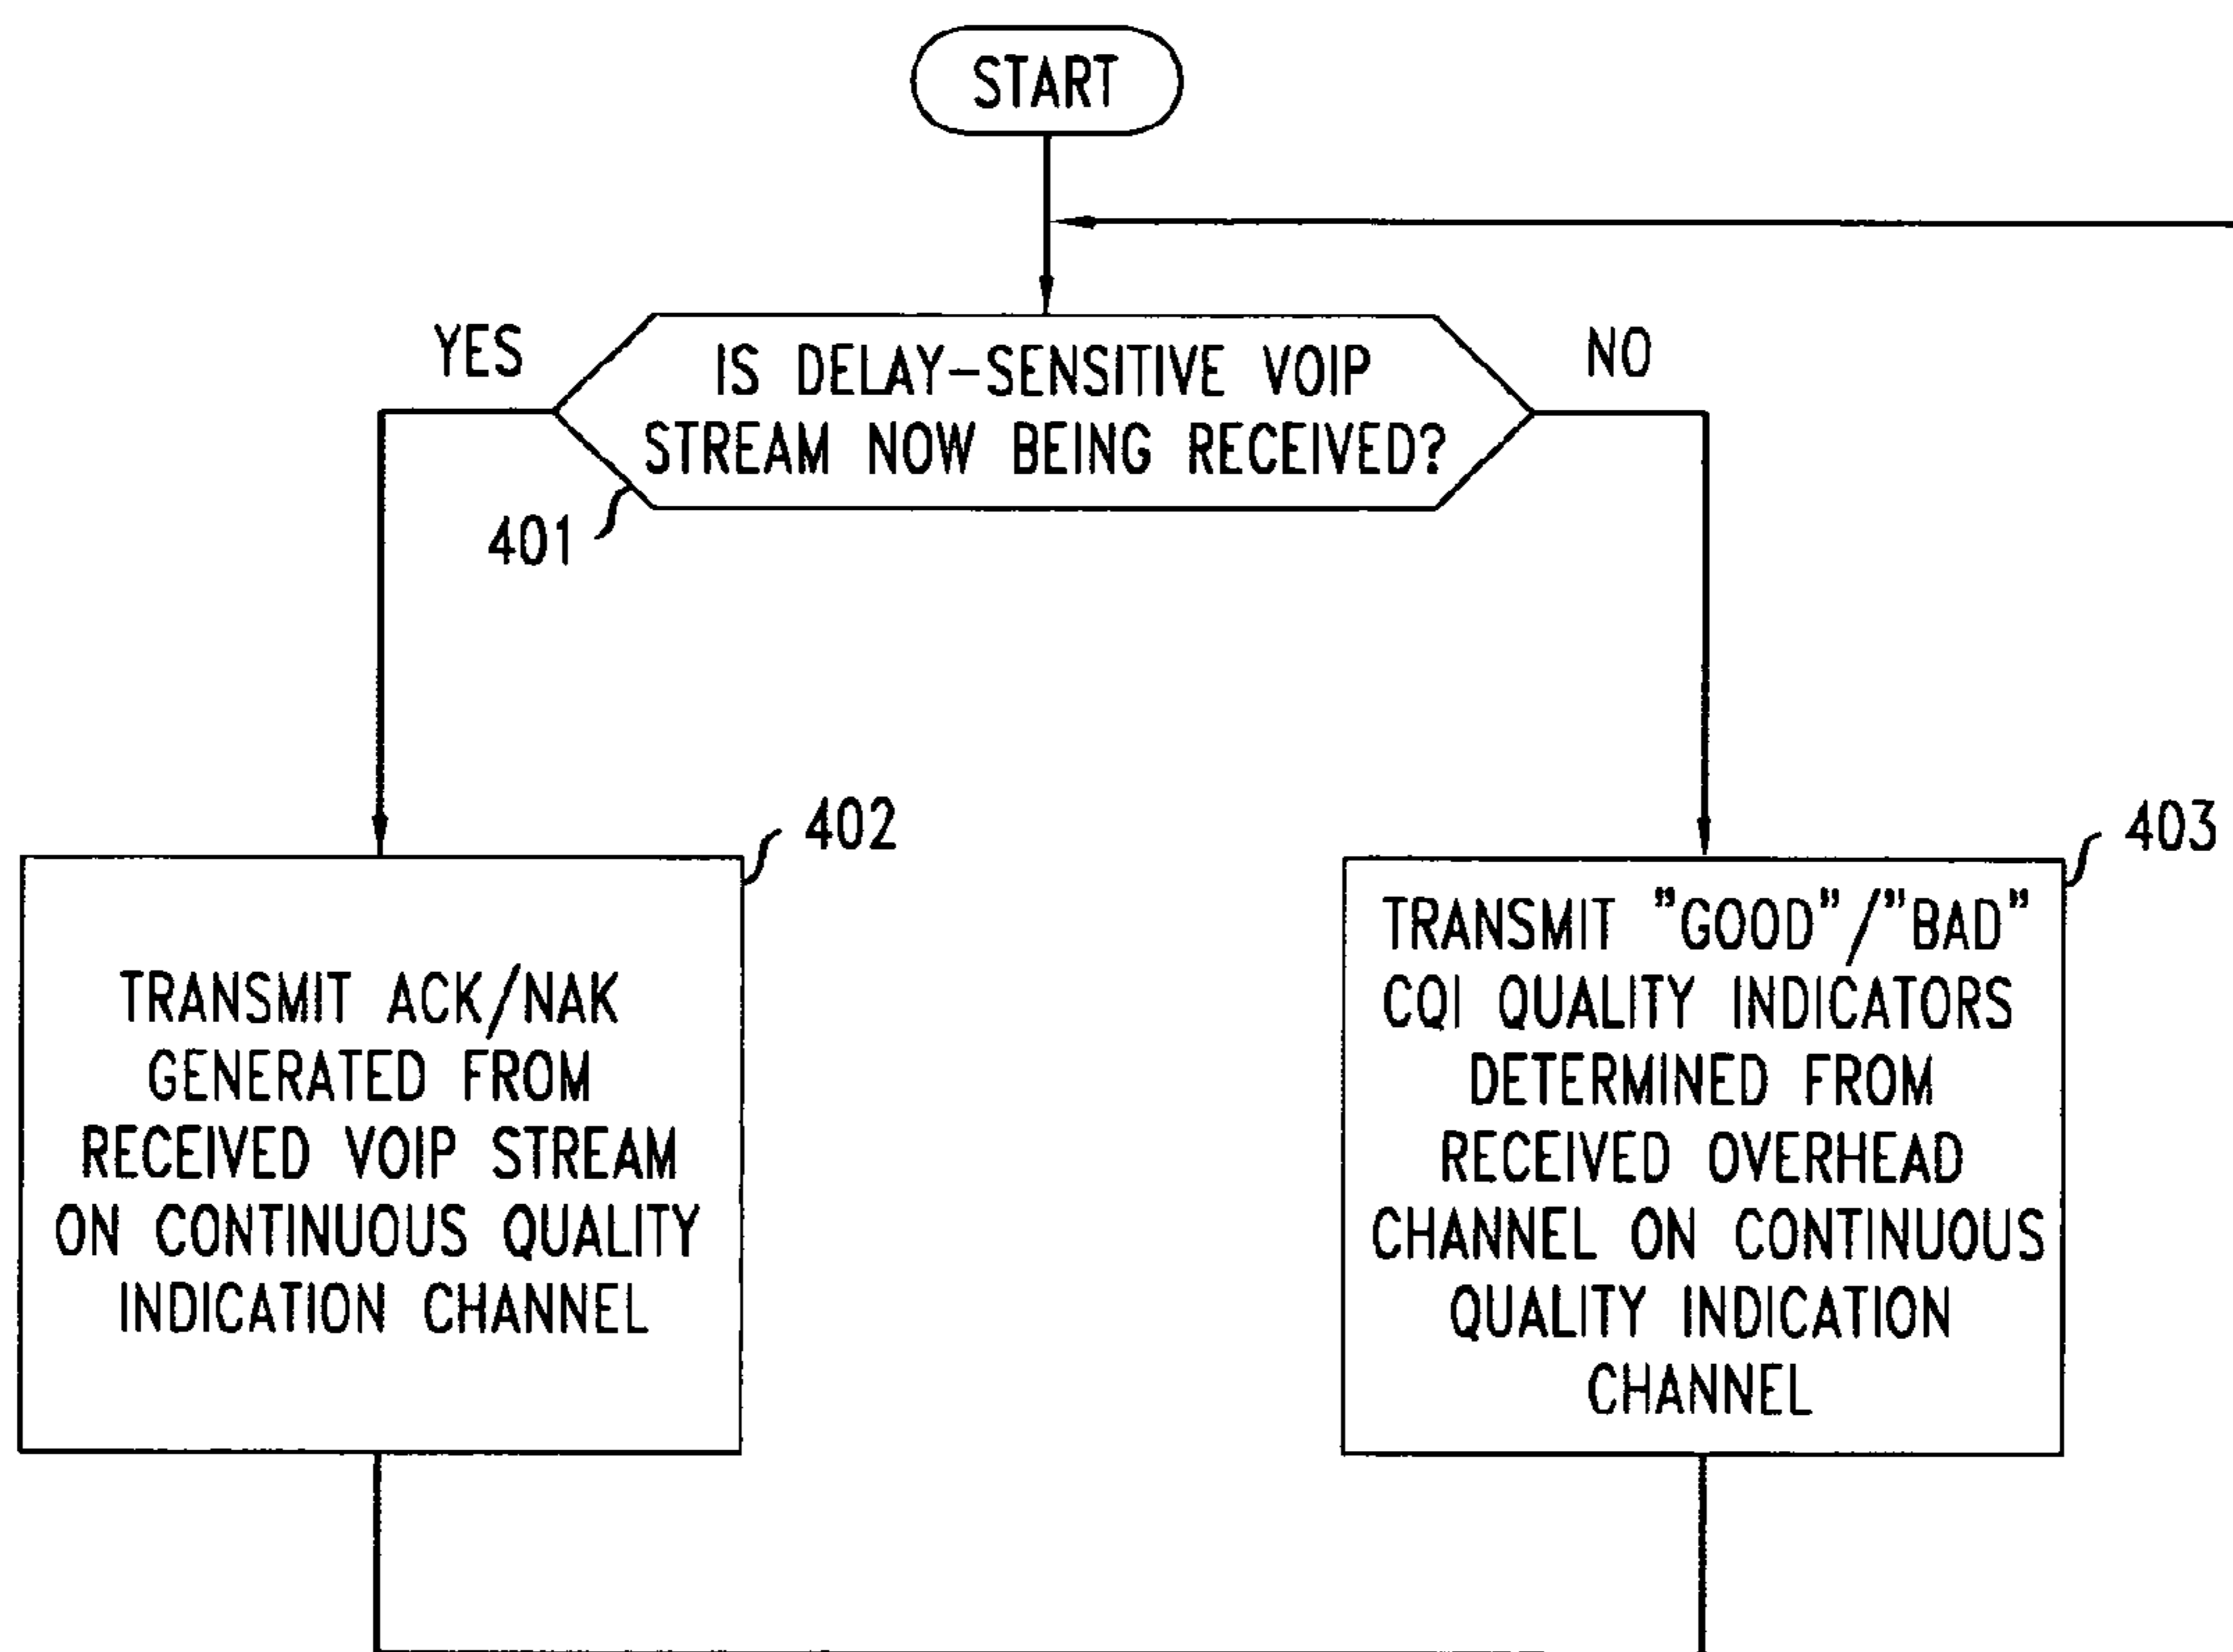 START
YES
IS DELAY-SENSITIVE VOIP
STREAM NOW BEING RECEIVED?
NO
401
402
TRANSMIT ACK/NAK
GENERATED FROM
RECEIVED VOIP STREAM
ON CONTINUOUS QUALITY
INDICATION CHANNEL
403
TRANSMIT "GOOD"/"BAD"
CQI QUALITY INDICATORS
DETERMINED FROM
RECEIVED OVERHEAD
CHANNEL ON CONTINUOUS
QUALITY INDICATION
CHANNEL